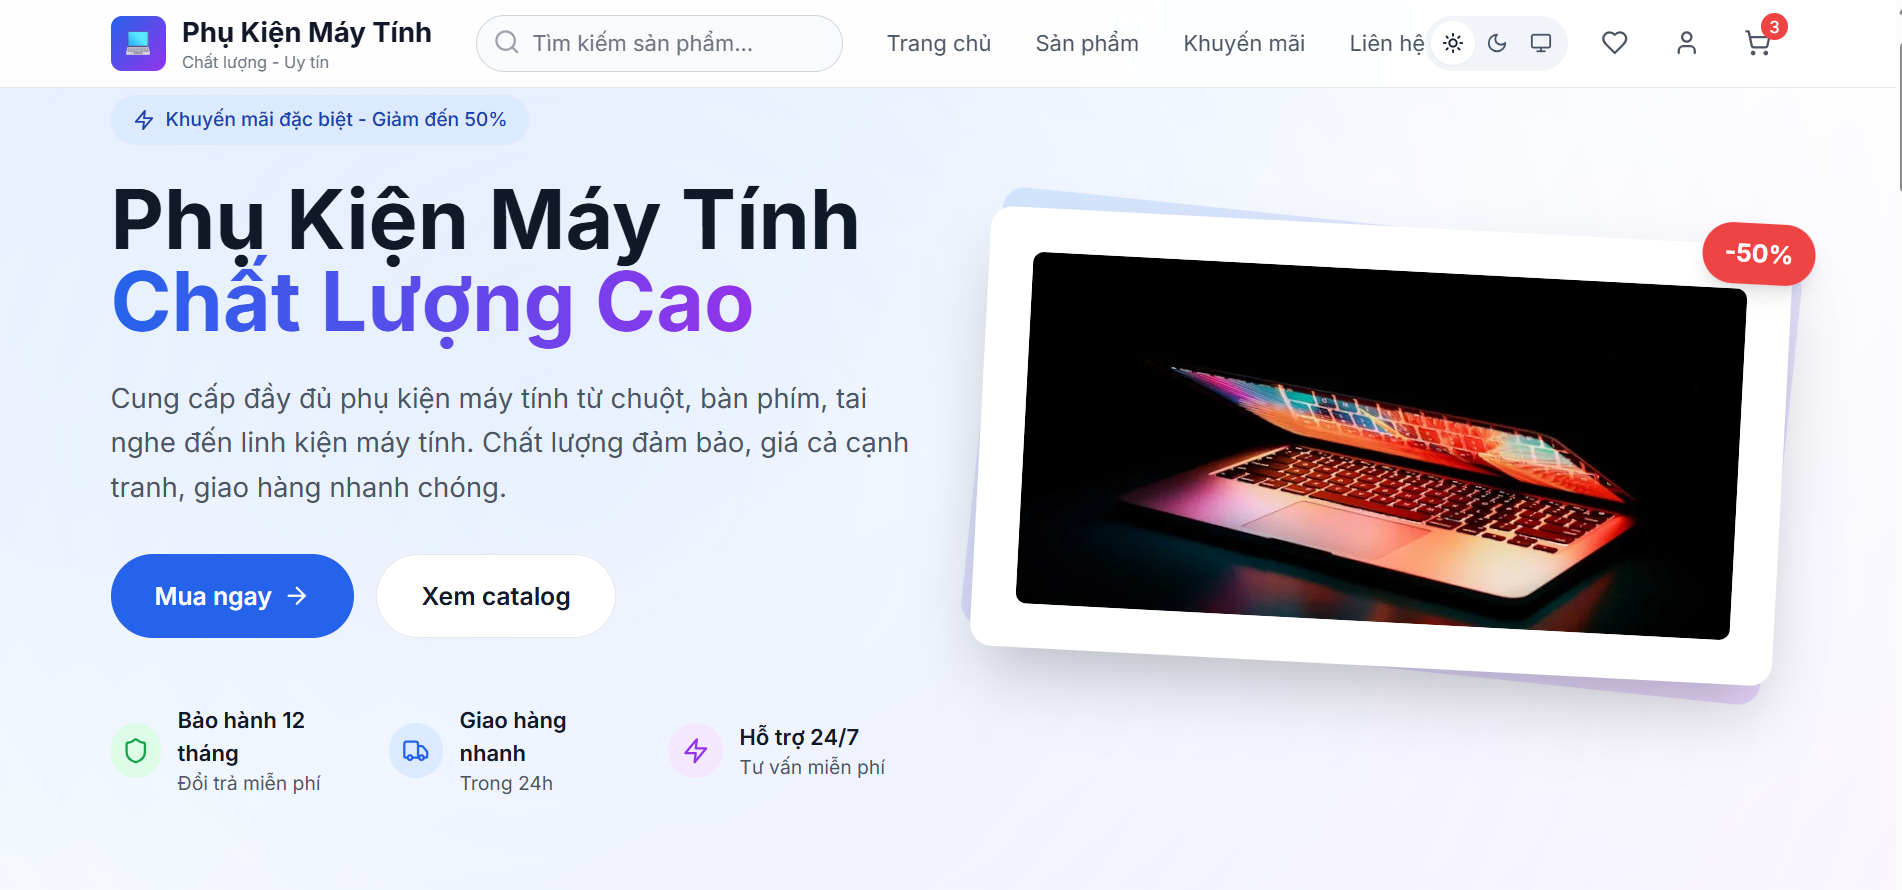 Phụ Kiện Máy Tính
Chất lượng - Uy tín
Tìm kiếm sản phẩm...
Trang chủ
Sản phẩm
Khuyến mãi
Liên hệ
3
Khuyến mãi đặc biệt - Giảm đến 50%
Phụ Kiện Máy Tính
Chất Lượng Cao
Cung cấp đầy đủ phụ kiện máy tính từ chuột, bàn phím, tai
nghe đến linh kiện máy tính. Chất lượng đảm bảo, giá cả cạnh
tranh, giao hàng nhanh chóng.
Mua ngay
Xem catalog
Bảo hành 12
tháng
Đổi trả miễn phí
Giao hàng
nhanh
Trong 24h
Hỗ trợ 24/7
Tư vấn miễn phí
-50%